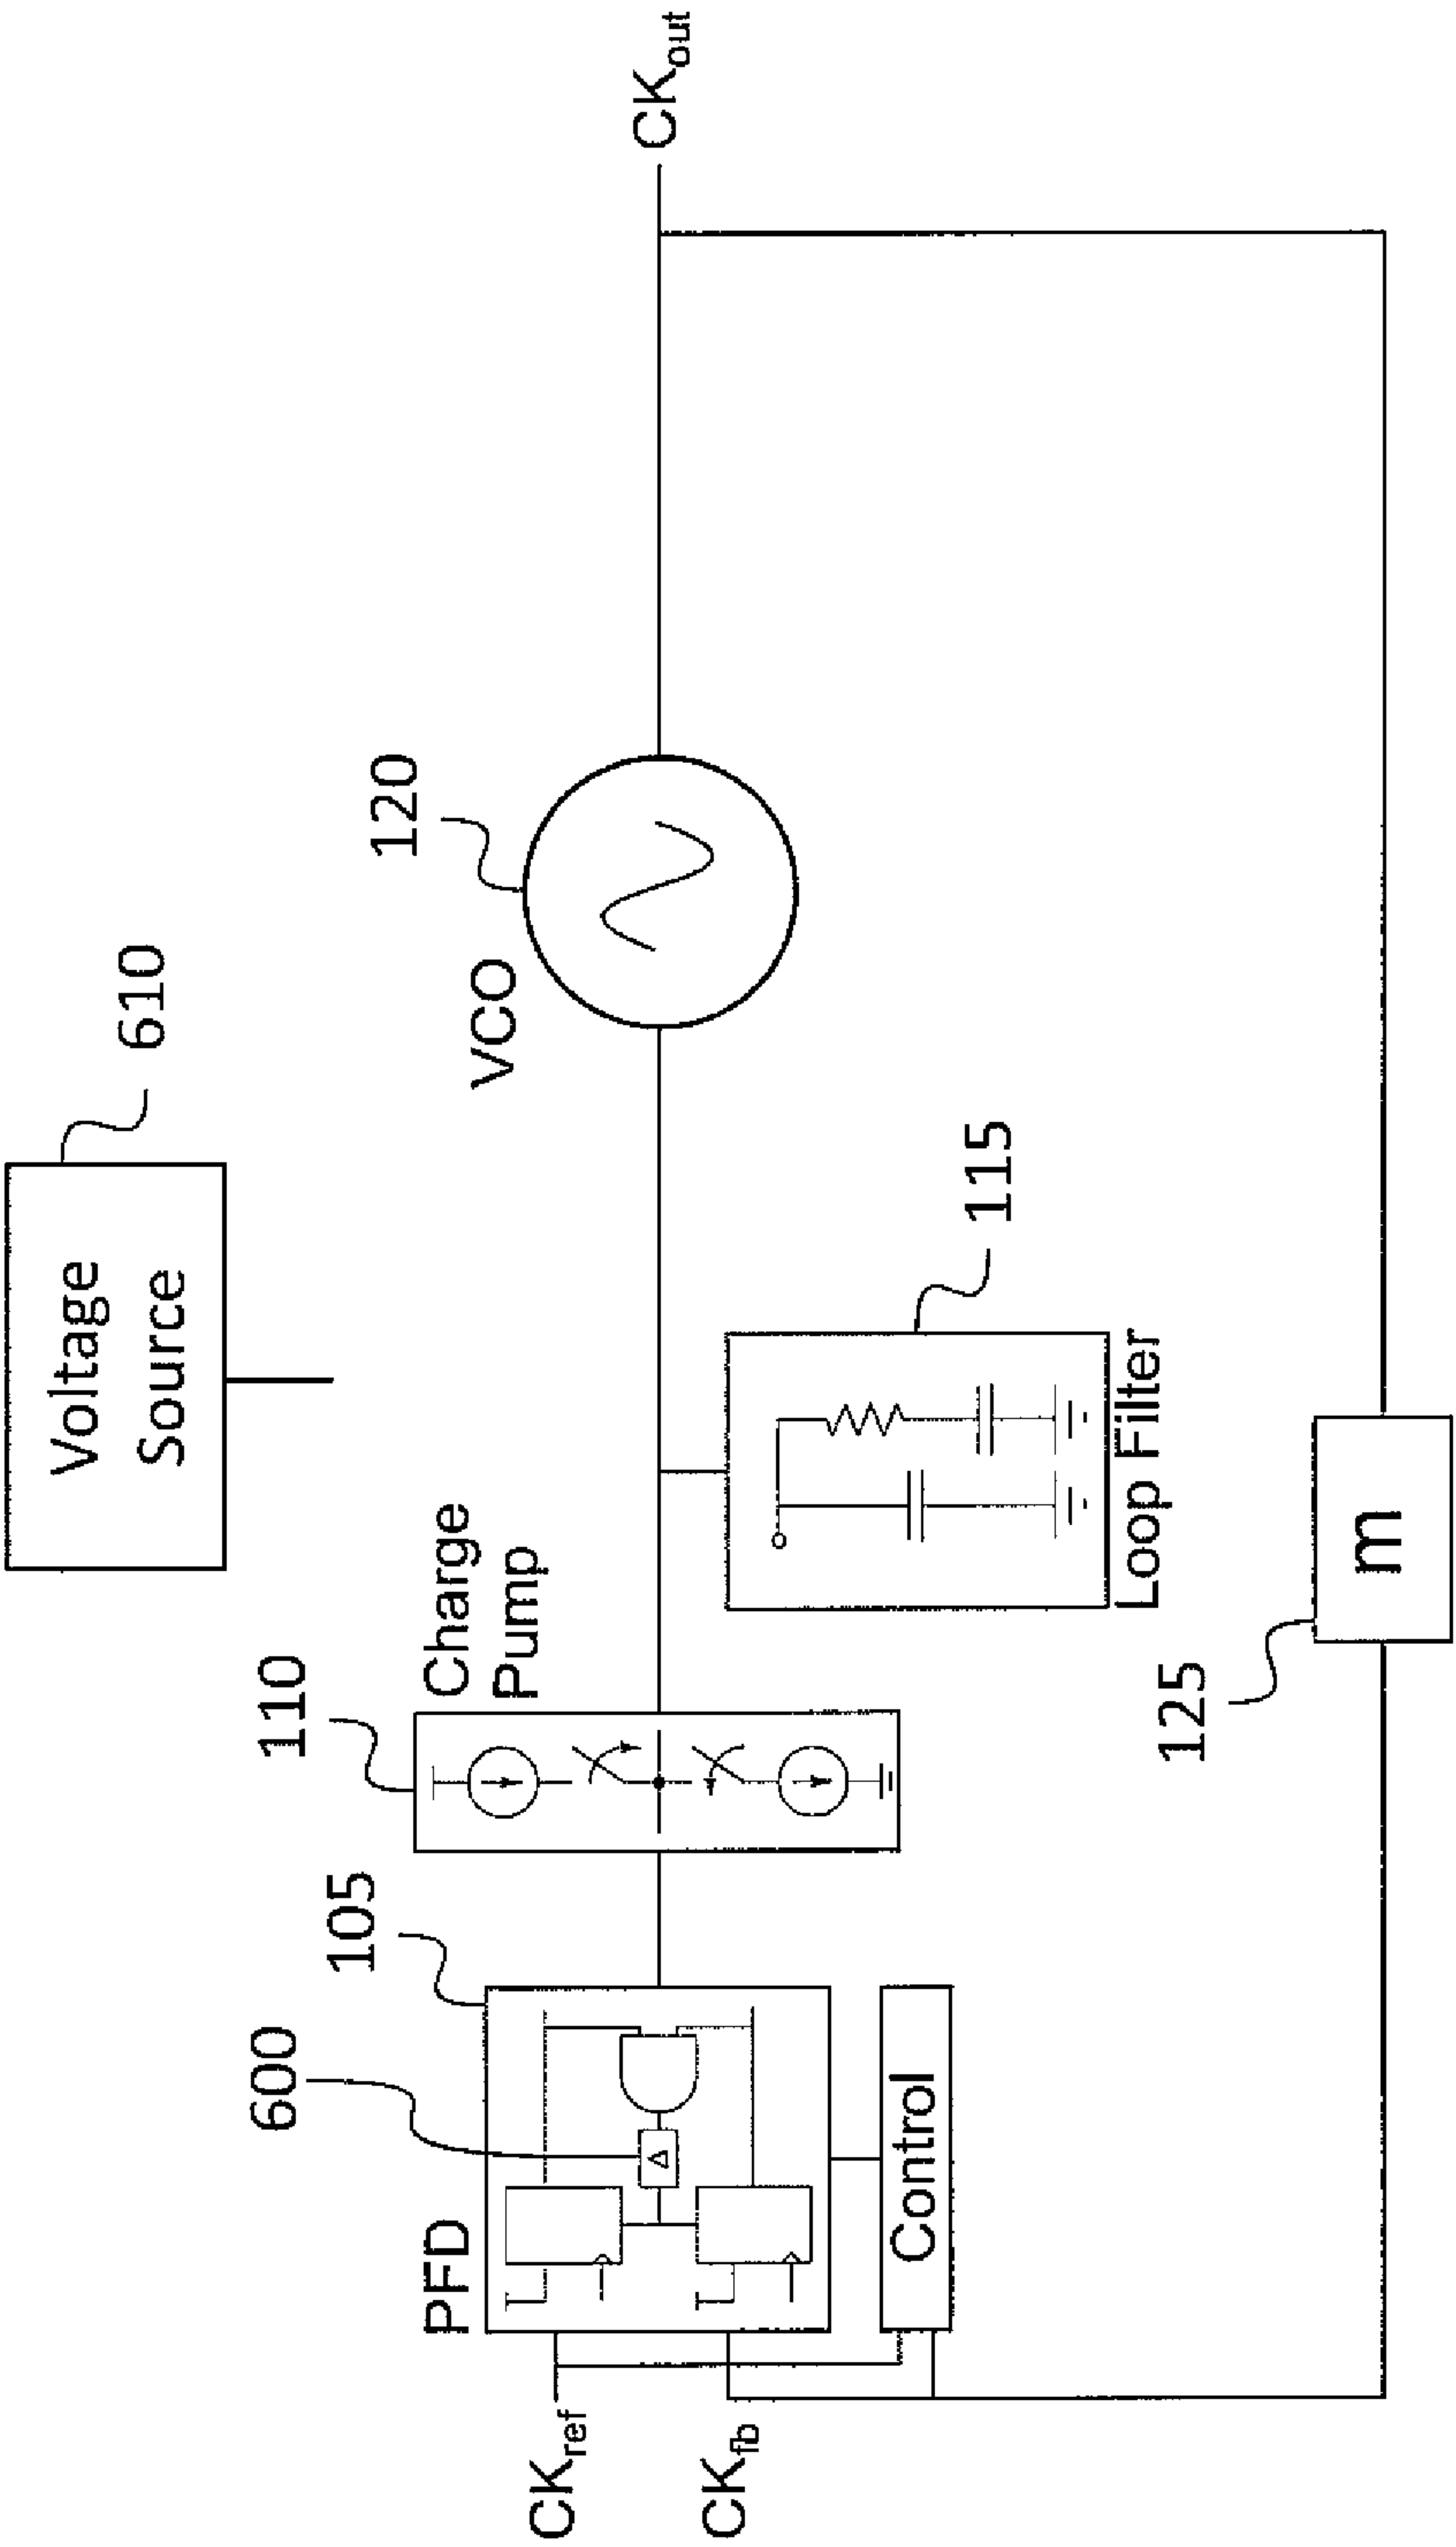 Voltage
Source
610
120
VCO
CKout
110
Charge
Pump
105
600
PFD
CKref
CKfb
Control
115
Loop Filter
125
m
Δ